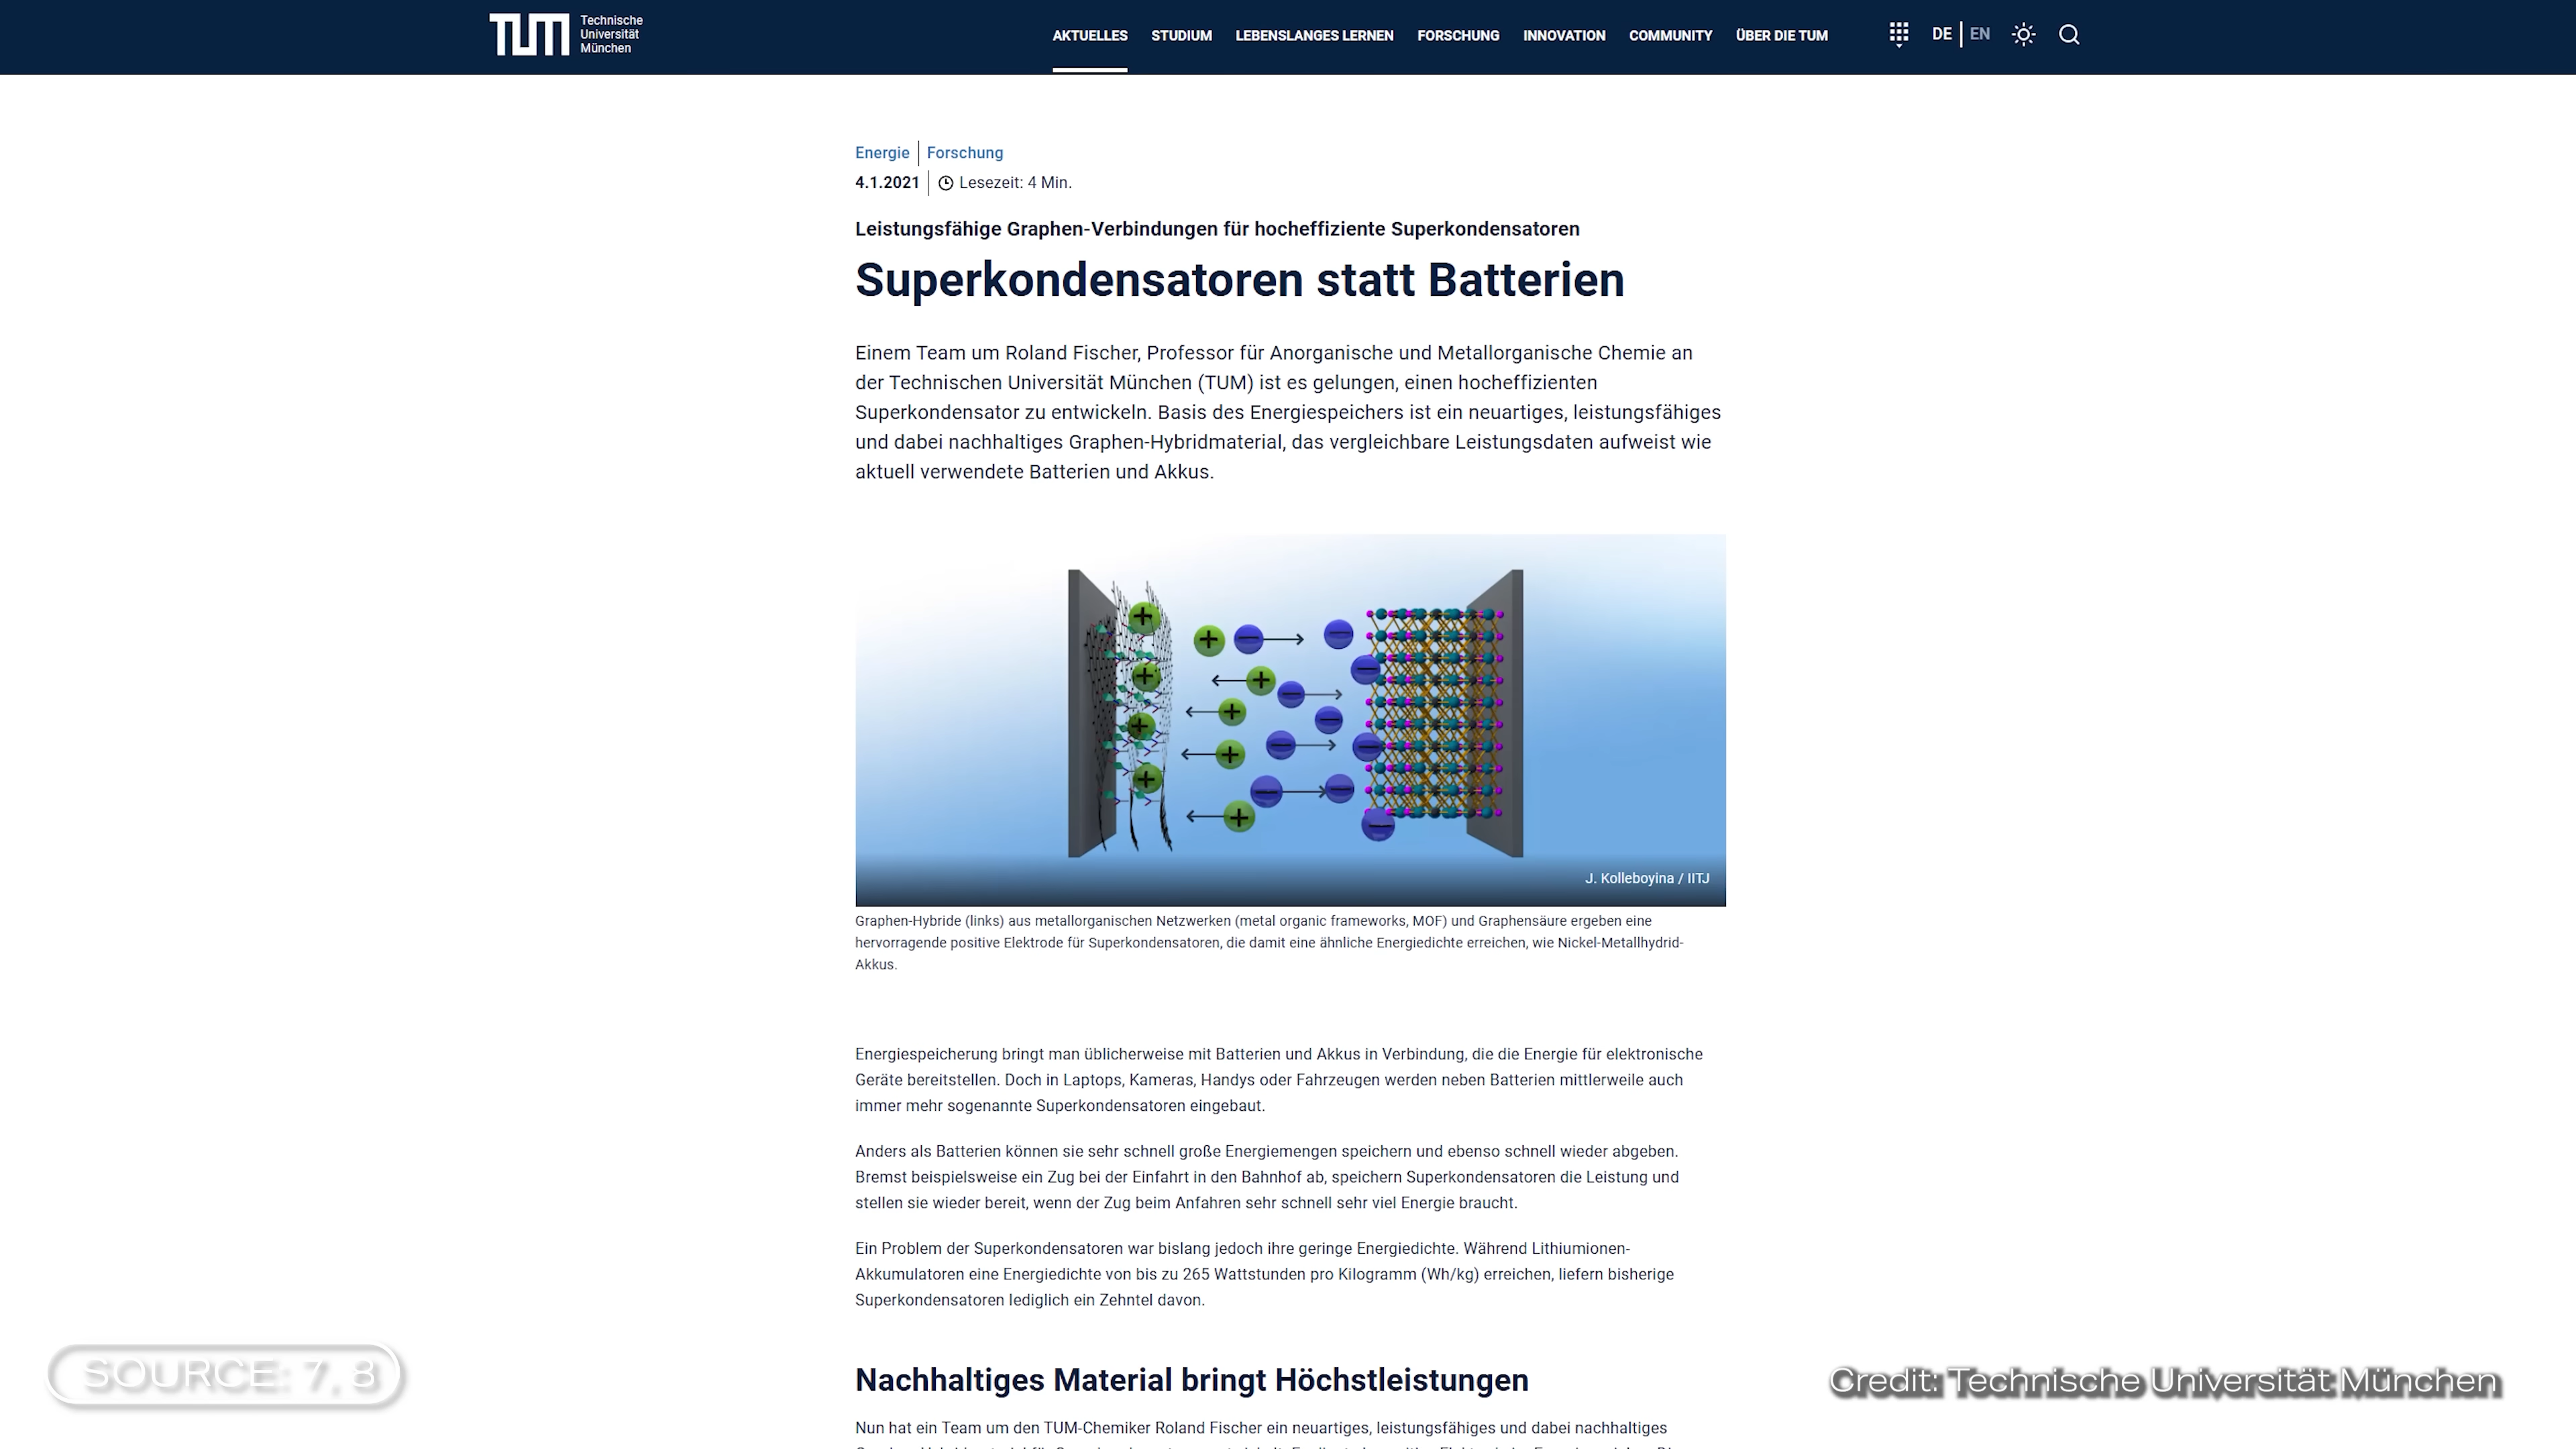 TUM Technische
Universität
München
AKTUELLES STUDIUM LEBENSLANGES LERNEN FORSCHUNG INNOVATION COMMUNITY ÜBER DIE TUM DE EN
Energie Forschung
4.1.2021 Lesezeit: 4 Min.
Leistungsfähige Graphen-Verbindungen für hocheffiziente Superkondensatoren
Superkondensatoren statt Batterien
Einem Team um Roland Fischer, Professor für Anorganische und Metallorganische Chemie an
der Technischen Universität München (TUM) ist es gelungen, einen hocheffizienten
Superkondensator zu entwickeln. Basis des Energiespeichers ist ein neuartiges, leistungsfähiges
und dabei nachhaltiges Graphen-Hybridmaterial, das vergleichbare Leistungsdaten aufweist wie
aktuell verwendete Batterien und Akkus.
J. Kolleboyina / IITJ
Graphen-Hybride (links) aus metallorganischen Netzwerken (metal organic frameworks, MOF) und Graphensäure ergeben eine
hervorragende positive Elektrode für Superkondensatoren, die damit eine ähnliche Energiedichte erreichen, wie Nickel-Metallhydrid-
Akkus.
Energiespeicherung bringt man üblicherweise mit Batterien und Akkus in Verbindung, die die Energie für elektronische
Geräte bereitstellen. Doch in Laptops, Kameras, Handys oder Fahrzeugen werden neben Batterien mittlerweile auch
immer mehr sogenannte Superkondensatoren eingebaut.
Anders als Batterien können sie sehr schnell große Energiemengen speichern und ebenso schnell wieder abgeben.
Bremst beispielsweise ein Zug bei der Einfahrt in den Bahnhof ab, speichern Superkondensatoren die Leistung und
stellen sie wieder bereit, wenn der Zug beim Anfahren sehr schnell sehr viel Energie braucht.
Ein Problem der Superkondensatoren war bislang jedoch ihre geringe Energiedichte. Während Lithiumionen-
Akkumulatoren eine Energiedichte von bis zu 265 Wattstunden pro Kilogramm (Wh/kg) erreichen, liefern bisherige
Superkondensatoren lediglich ein Zehntel davon.
Nachhaltiges Material bringt Höchstleistungen
Nun hat ein Team um den TUM-Chemiker Roland Fischer ein neuartiges, leistungsfähiges und dabei nachhaltiges
SOURCE: 7, 8
Credit: Technische Universität München